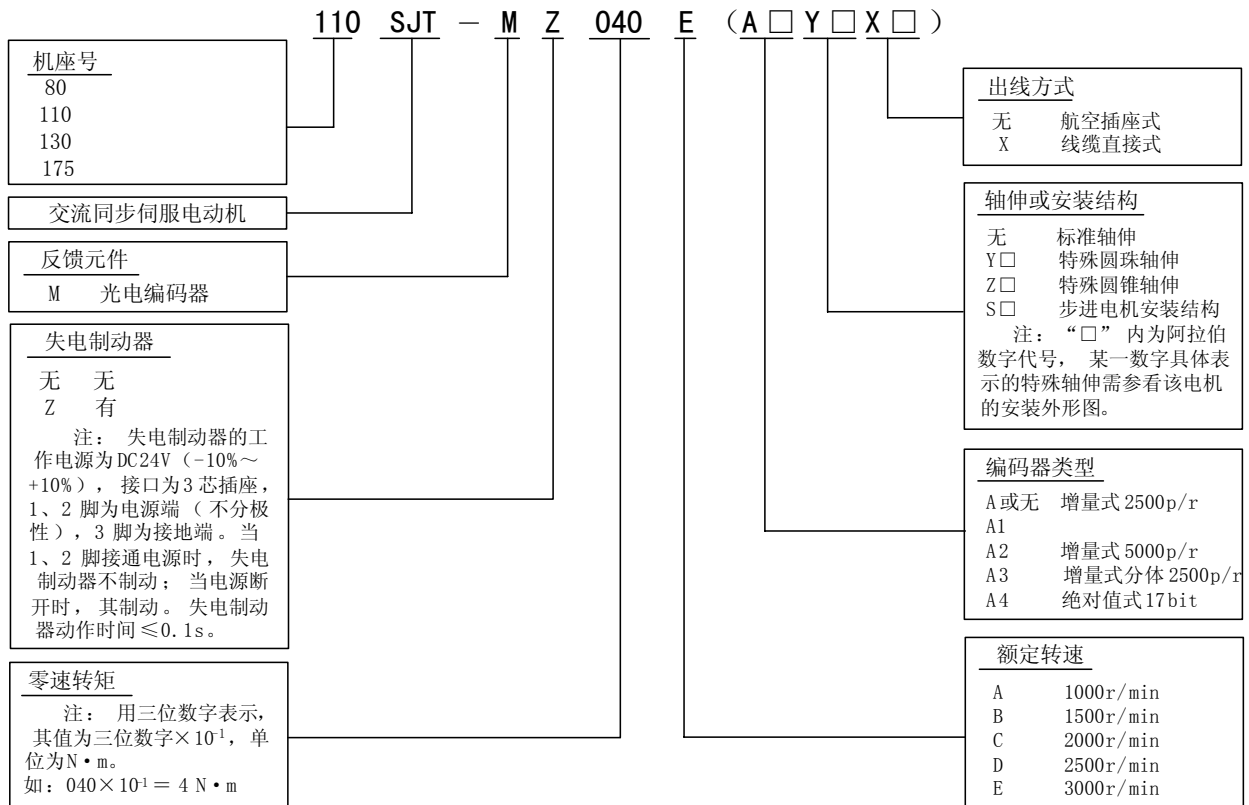 110 SJT － M Z 040 E （A □ Y □ X □ ）
机座号
80
110
130
175
交流同步伺服电动机
反馈元件
M 光电编码器
失电制动器
无 无
Z 有
注： 失电制动器的工
作电源为DC24V（-10%～
+10%）， 接口为3芯插座，
1、2 脚为电源端 （ 不分极
性），3 脚为接地端 。当
1、2 脚接通电源时 ， 失电
制动器不制动； 当电源断
开时， 其制动。 失电制动
器动作时间 ≤0.1s。
零速转矩
注： 用三位数字表示，
其值为三位数字×10⁻¹， 单
位为N•m。
如：040×10⁻¹＝ 4 N•m
出线方式
无 航空插座式
X 线缆直接式
轴伸或安装结构
无 标准轴伸
Y□ 特殊圆珠轴伸
Z□ 特殊圆锥轴伸
S□ 步进电机安装结构
注： “□” 内为阿拉伯
数字代号， 某一数字具体表
示的特殊轴伸需参看该电机
的安装外形图。
编码器类型
A或无 增量式2500p/r
A1
A2 增量式5000p/r
A3 增量式分体2500p/r
A4 绝对值式17bit
额定转速
A 1000r/min
B 1500r/min
C 2000r/min
D 2500r/min
E 3000r/min